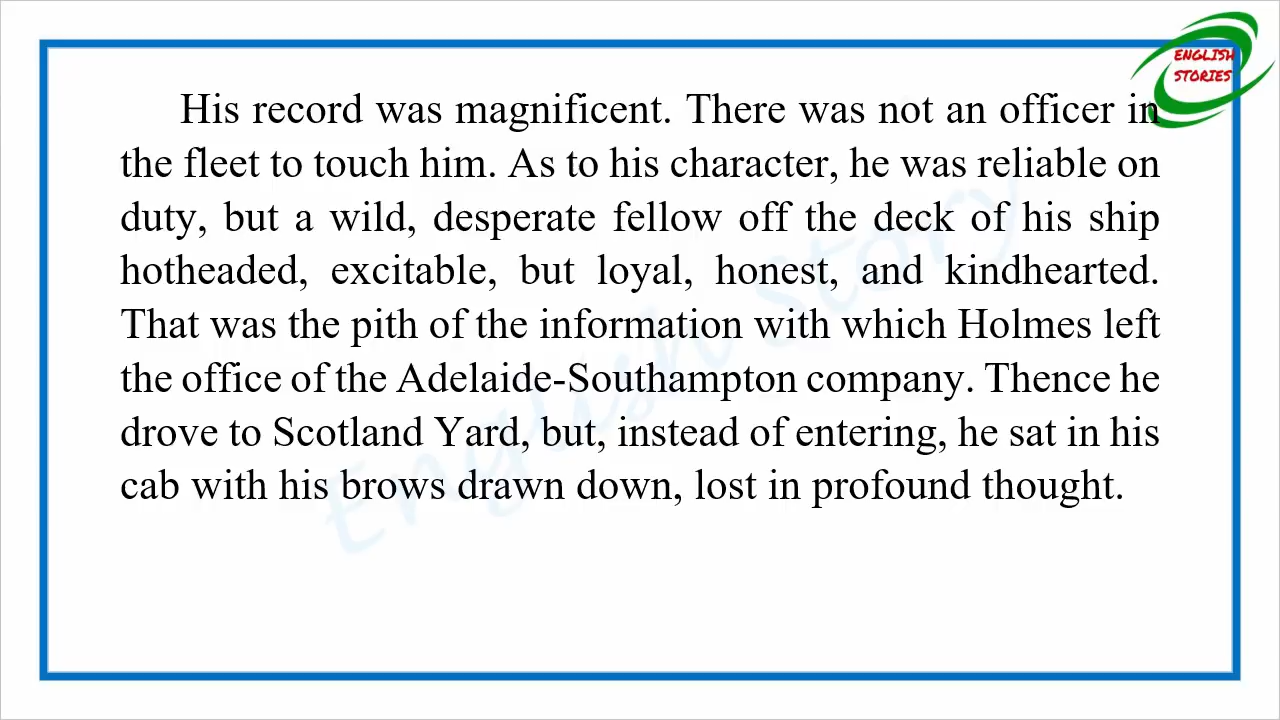 ENGLISH
STORIES
His record was magnificent. There was not an officer in
the fleet to touch him. As to his character, he was reliable on
duty, but a wild, desperate fellow off the deck of his ship
hotheaded, excitable, but loyal, honest, and kindhearted.
That was the pith of the information with which Holmes left
the office of the Adelaide-Southampton company. Thence he
drove to Scotland Yard, but, instead of entering, he sat in his
cab with his brows drawn down, lost in profound thought.
English Story